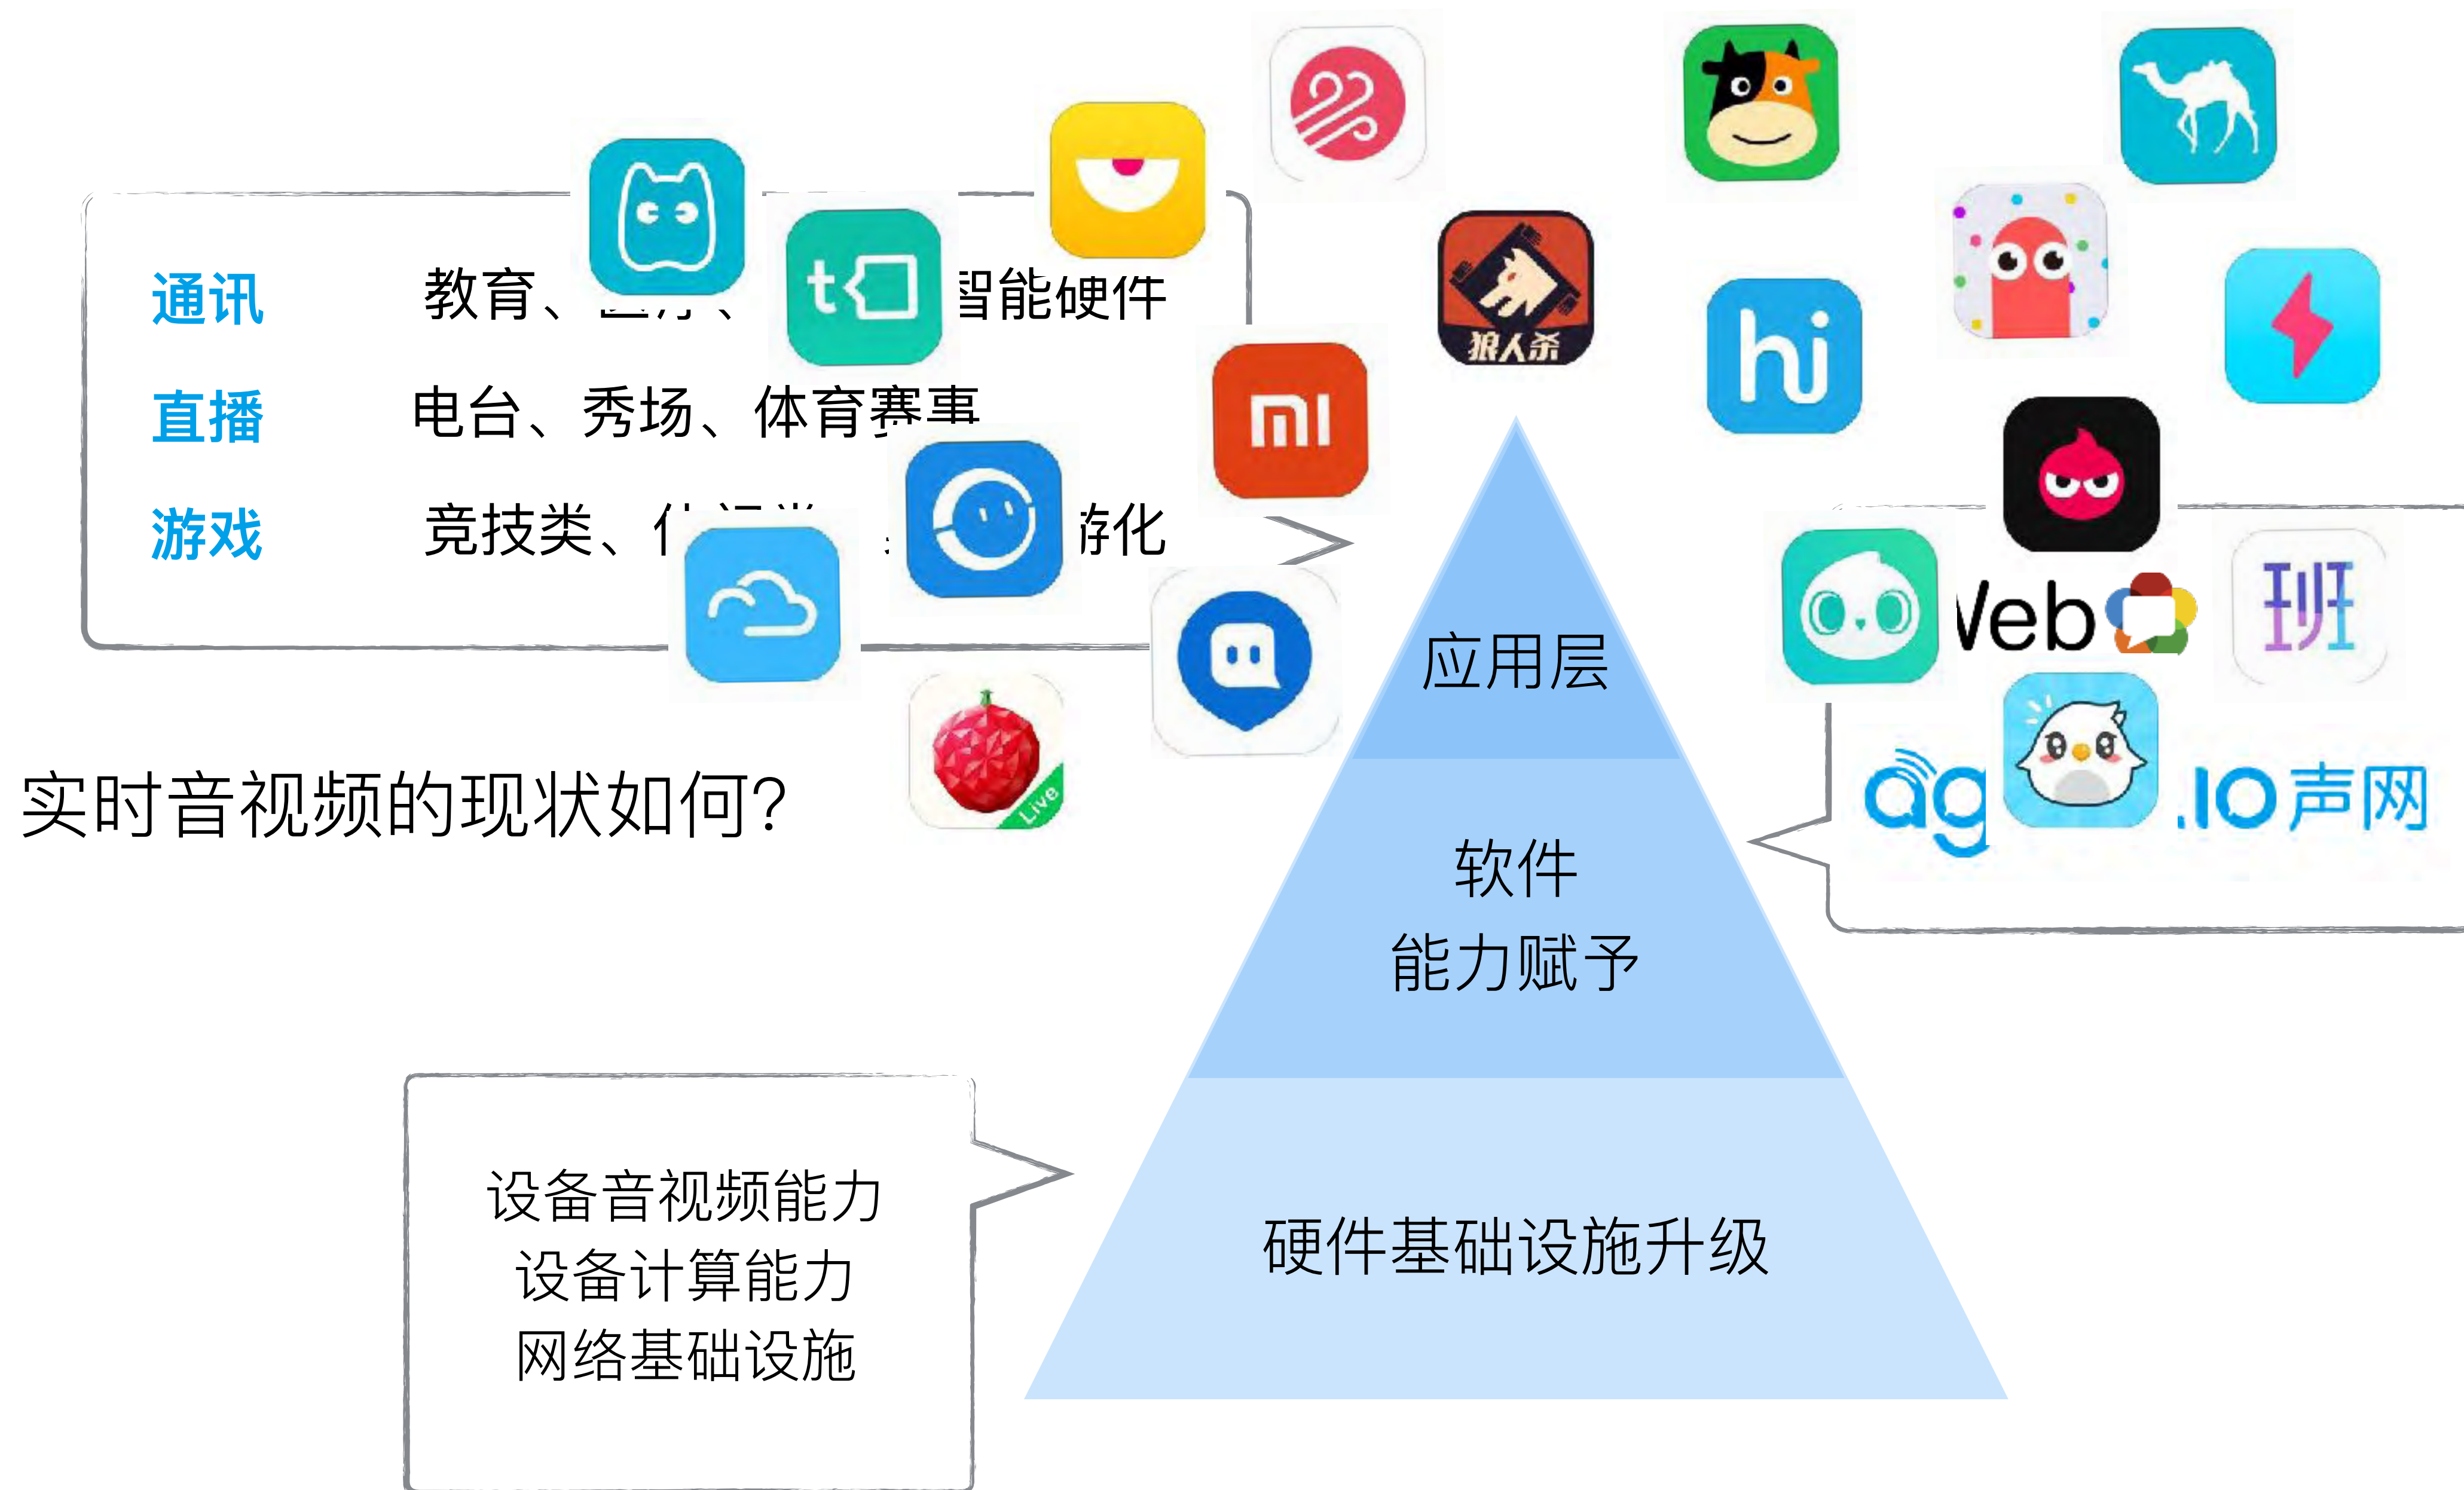 通讯 教育、 智能硬件
直播 电台、秀场、体育赛事
游戏 竞技类、 游化
狼人杀
t
mi
hi
Live
应用层
Web
班
实时音视频的现状如何？
软件
能力赋予
ag .IO声网
设备音视频能力
设备计算能力
网络基础设施
硬件基础设施升级